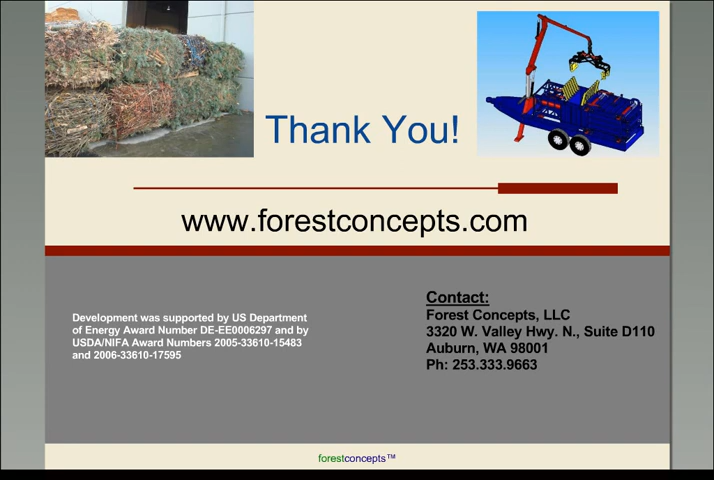 Thank You!
www.forestconcepts.com
Development was supported by US Department
of Energy Award Number DE-EE0006297 and by
USDA/NIFA Award Numbers 2005-33610-15483
and 2006-33610-17595
Contact:
Forest Concepts, LLC
3320 W. Valley Hwy. N., Suite D110
Auburn, WA 98001
Ph: 253.333.9663
forestconcepts™